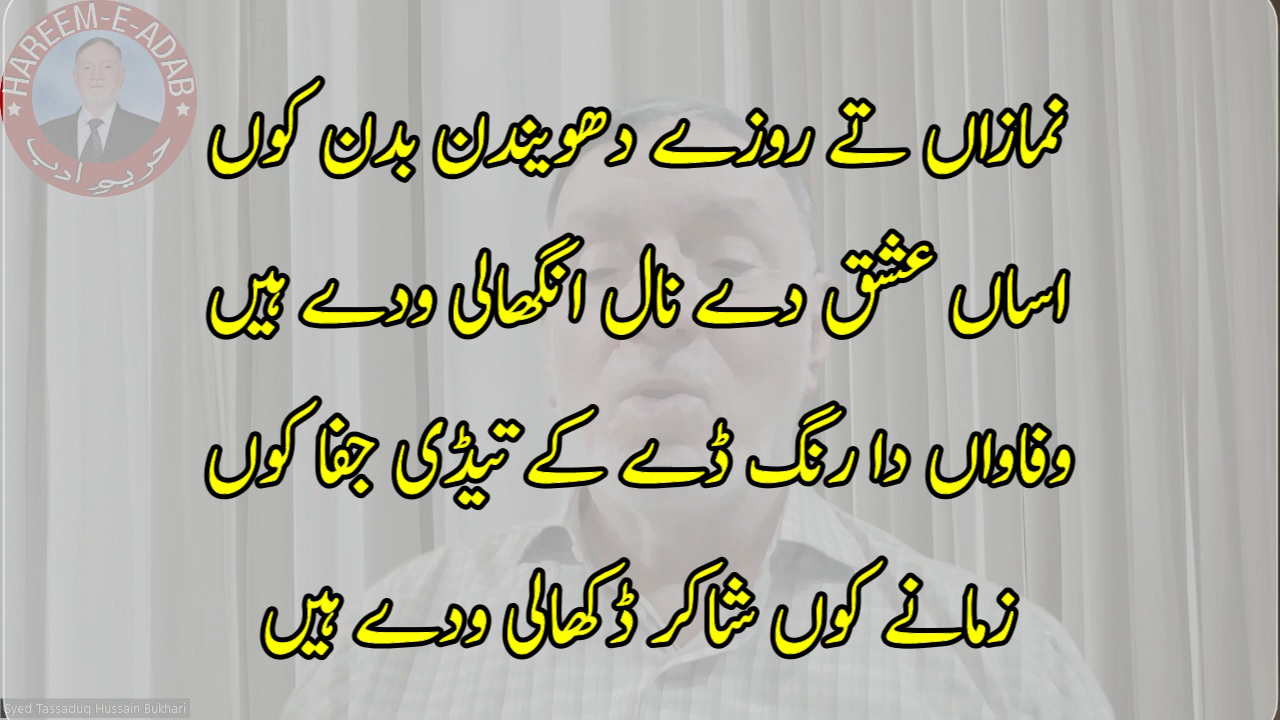 HAREEM-E-ADAB
حریمِ ادب
نمازاں تے روزے دھویندن بدن کوں
اساں عشق دے نال انگھالی ودے ہیں
وفاواں دا رنگ ڈے کے تیڈی جفا کوں
زمانے کوں شاکر ڈکھالی ودے ہیں
Syed Tassaduq Hussain Bukhari